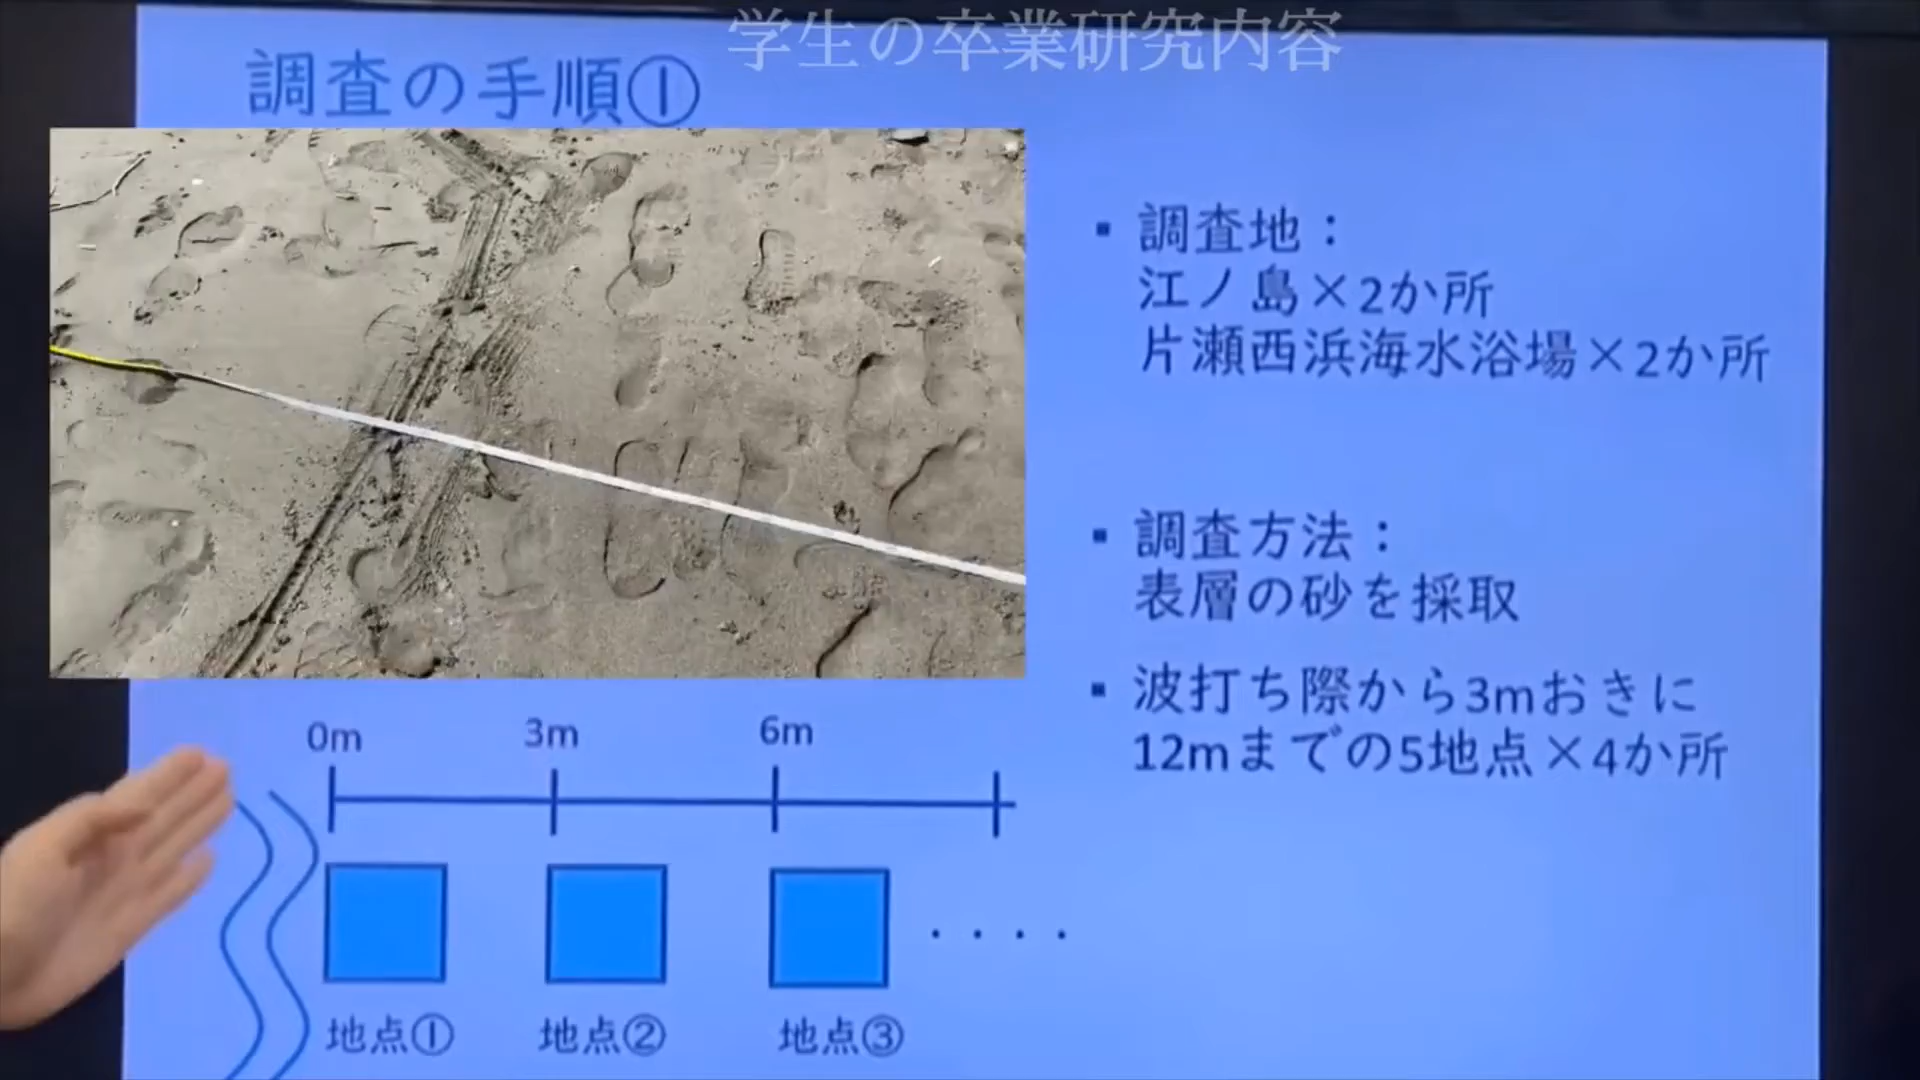 学生の卒業研究内容
調査の手順①
▪ 調査地：
江ノ島×2か所
片瀬西浜海水浴場×2か所
▪ 調査方法：
表層の砂を採取
▪ 波打ち際から3mおきに
12mまでの5地点×4か所
0m 3m 6m
・・・・
地点① 地点② 地点③